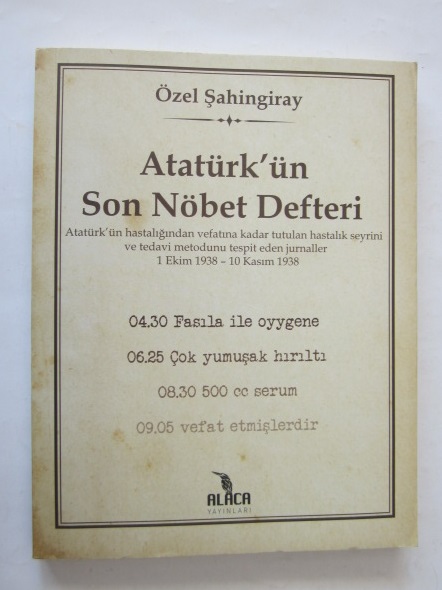 Özel Şahingiray
Atatürk'ün
Son Nöbet Defteri
Atatürk'ün hastalığından vefatına kadar tutulan hastalık seyrini
ve tedavi metodunu tespit eden jurnaller
1 Ekim 1938 – 10 Kasım 1938
04.30 Fasıla ile oyygene
06.25 Çok yumuşak hırıltı
08.30 500 cc serum
09.05 vefat etmişlerdir
ALACA
YAYINLARI